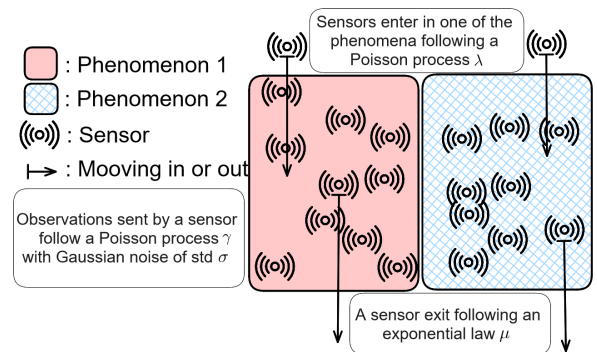 Sensors enter in one of the
phenomena following a
Poisson process λ
: Phenomenon 1
: Phenomenon 2
: Sensor
: Mooving in or out
Observations sent by a sensor
follow a Poisson process γ
with Gaussian noise of std σ
A sensor exit following an
exponential law μ